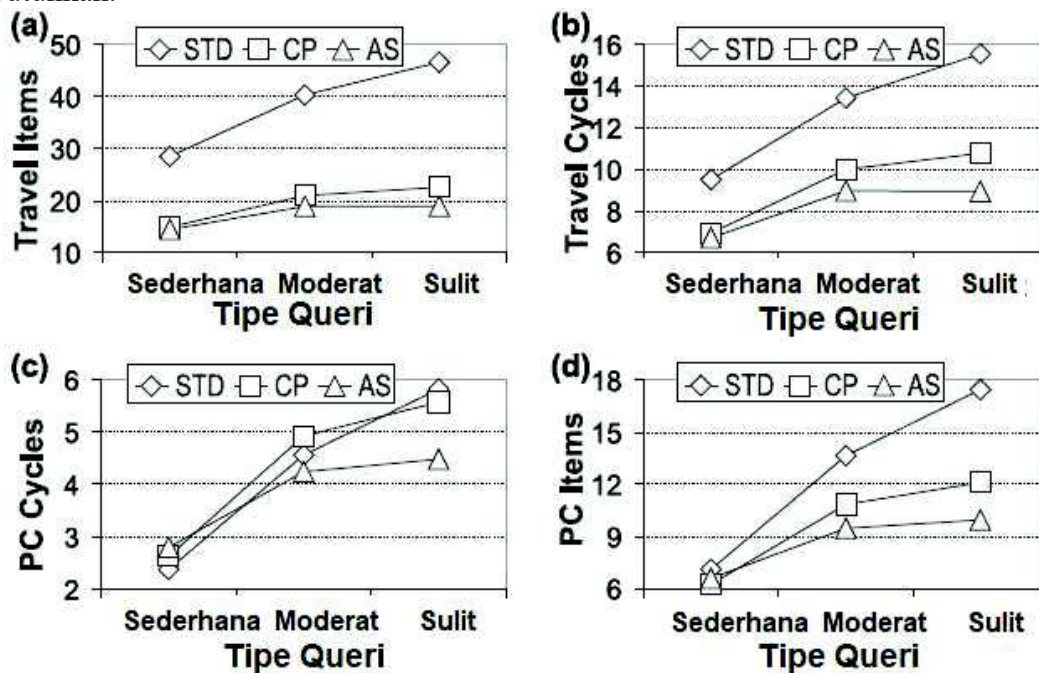 (a)
50
40
30
20
10
Travel Items
STD CP AS
Sederhana Moderat Sulit
Tipe Queri
(b)
16
14
12
10
8
6
Travel Cycles
STD CP AS
Sederhana Moderat Sulit
Tipe Queri
(c)
6
5
4
3
2
PC Cycles
STD CP AS
Sederhana Moderat Sulit
Tipe Queri
(d)
18
15
12
9
6
PC Items
STD CP AS
Sederhana Moderat Sulit
Tipe Queri